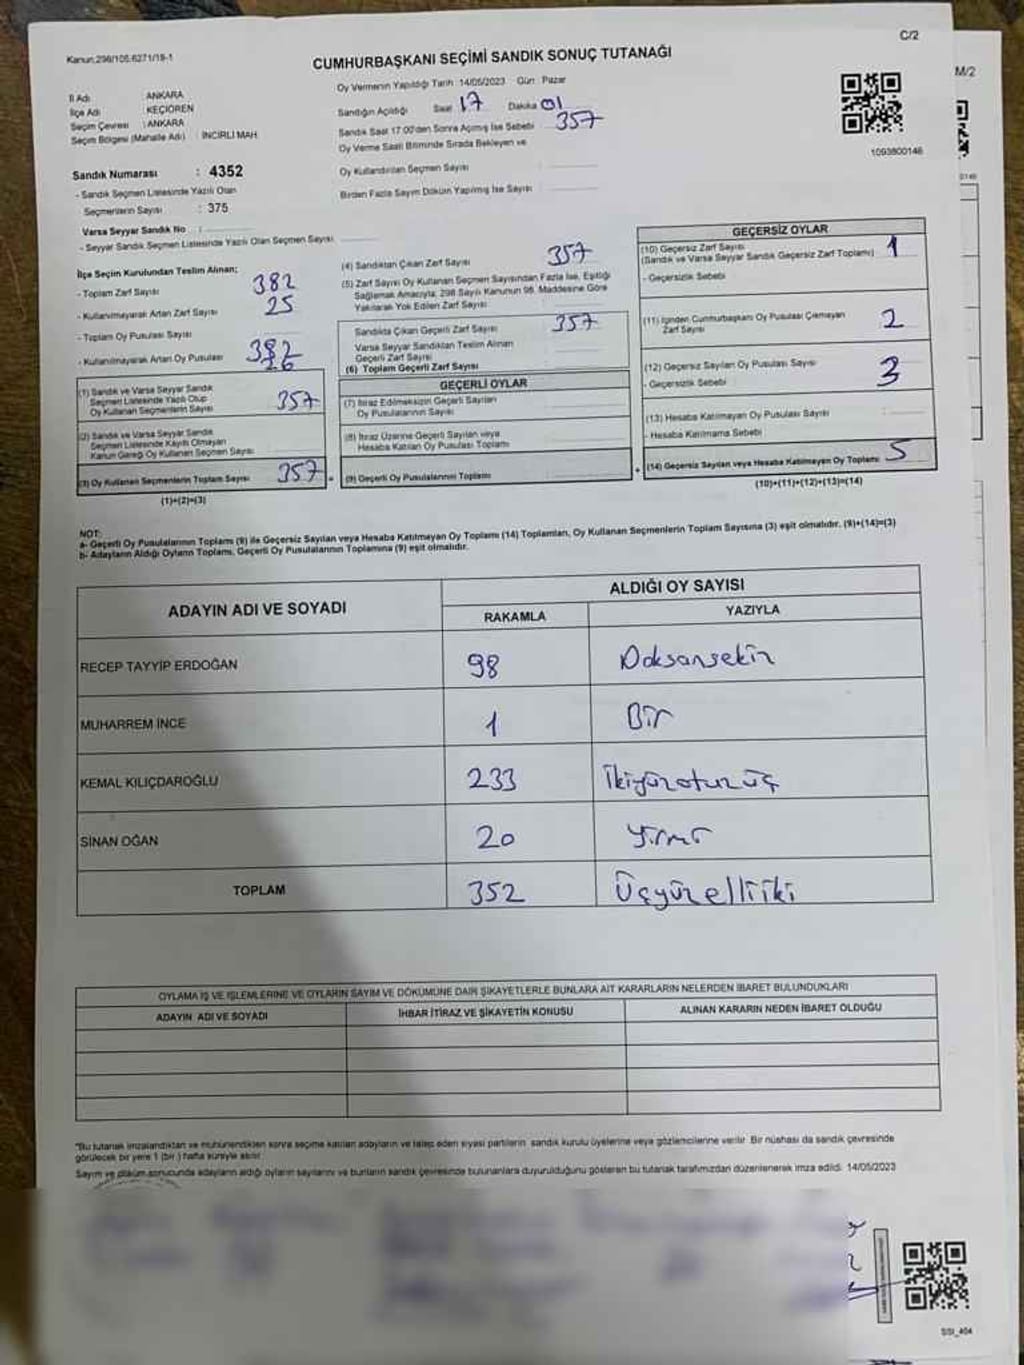 C/2
Kanun:298/105.6271/19-1
CUMHURBAŞKANI SEÇİMİ SANDIK SONUÇ TUTANAĞI
M/2
İl Adı ANKARA
İlçe Adı KEÇİÖREN
Seçim Çevresi : ANKARA
Seçim Bölgesi (Mahalle Adı) : İNCİRLİ MAH.
Oy Vermenin Yapıldığı Tarih :14/05/2023 Gün : Pazar
Sandığın Açıldığı Saat 17 Dakika 01
Sandık Saat 17:00'den Sonra Açılmış İse Sebebi 357
Oy Verme Saati Bitiminde Sırada Bekleyen ve
Oy Kullandırılan Seçmen Sayısı
Birden Fazla Sayım Döküm Yapılmış İse Sayısı
1093800146
Sandık Numarası : 4352
- Sandık Seçmen Listesinde Yazılı Olan
Seçmenlerin Sayısı : 375
Varsa Seyyar Sandık No :
- Seyyar Sandık Seçmen Listesinde Yazılı Olan Seçmen Sayısı
İlçe Seçim Kurulundan Teslim Alınan;
- Toplam Zarf Sayısı 382
- Kullanılmayarak Artan Zarf Sayısı 25
- Toplam Oy Pusulası Sayısı
- Kullanılmayarak Artan Oy Pusulası
(1) Sandık ve Varsa Seyyar Sandık
Seçmen Listesinde Yazılı Olup
Oy Kullanan Seçmenlerin Sayısı 357
(2) Sandık ve Varsa Seyyar Sandık
Seçmen Listesinde Kayıtlı Olmayan
Kanun Gereği Oy Kullanan Seçmen Sayısı
(3) Oy Kullanan Seçmenlerin Toplam Sayısı 357
(1)+(2)=(3)
(4) Sandıktan Çıkan Zarf Sayısı 357
(5) Zarf Sayısı Oy Kullanan Seçmen Sayısından Fazla İse, Eşitliği
Sağlamak Amacıyla, 298 Sayılı Kanunun 98. Maddesine Göre
Yakılarak Yok Edilen Zarf Sayısı
Sandıkta Çıkan Geçerli Zarf Sayısı 357
Varsa Seyyar Sandıktan Teslim Alınan
Geçerli Zarf Sayısı
(6) Toplam Geçerli Zarf Sayısı
GEÇERLİ OYLAR
(7) İtiraz Edilmeksizin Geçerli Sayılan
Oy Pusulalarının Sayısı
(8) İtiraz Üzerine Geçerli Sayılan veya
Hesaba Katılan Oy Pusulası Toplamı
(9) Geçerli Oy Pusulalarının Toplamı
GEÇERSİZ OYLAR
(10) Geçersiz Zarf Sayısı
(Sandık ve Varsa Seyyar Sandık Geçersiz Zarf Toplamı) 1
- Geçersizlik Sebebi
(11) İçinden Cumhurbaşkanı Oy Pusulası Çıkmayan
Zarf Sayısı 2
(12) Geçersiz Sayılan Oy Pusulası Sayısı 3
- Geçersizlik Sebebi
(13) Hesaba Katılmayan Oy Pusulası Sayısı
- Hesaba Katılmama Sebebi
(14) Geçersiz Sayılan veya Hesaba Katılmayan Oy Toplamı 5
(10)+(11)+(12)+(13)=(14)
NOT:
a- Geçerli Oy Pusulalarının Toplamı (9) ile Geçersiz Sayılan veya Hesaba Katılmayan Oy Toplamı (14) Toplamları, Oy Kullanan Seçmenlerin Toplam Sayısına (3) eşit olmalıdır. (9)+(14)=(3)
b- Adayların Aldığı Oyların Toplamı, Geçerli Oy Pusulalarının Toplamına (9) eşit olmalıdır.
ADAYIN ADI VE SOYADI ALDIĞI OY SAYISI
RAKAMLA YAZIYLA
RECEP TAYYİP ERDOĞAN 98 Doksansekiz
MUHARREM İNCE 1 Bir
KEMAL KILIÇDAROĞLU 233 İkiyüzotuzüç
SİNAN OĞAN 20 Yirmi
TOPLAM 352 Üçyüzelliiki
OYLAMA İŞ VE İŞLEMLERİNE VE OYLARIN SAYIM VE DÖKÜMÜNE DAİR ŞİKAYETLERLE BUNLARA AİT KARARLARIN NELERDEN İBARET BULUNDUKLARI
ADAYIN ADI VE SOYADI İHBAR İTİRAZ VE ŞİKAYETİN KONUSU ALINAN KARARIN NEDEN İBARET OLDUĞU
*Bu tutanak imzalandıktan ve mühürlendikten sonra seçime katılan adayların ve talep eden siyasi partilerin sandık kurulu üyelerine veya gözlemcilerine verilir. Bir nüshası da sandık çevresinde
görülecek bir yere 1 (bir) hafta süreyle asılır.
Sayım ve döküm sonucunda adayların aldığı oyların sayılarını ve bunların sandık çevresinde bulunanlara duyurulduğunu gösteren bu tutanak tarafımızdan düzenlenerek imza edildi. 14/05/2023
SSI_404